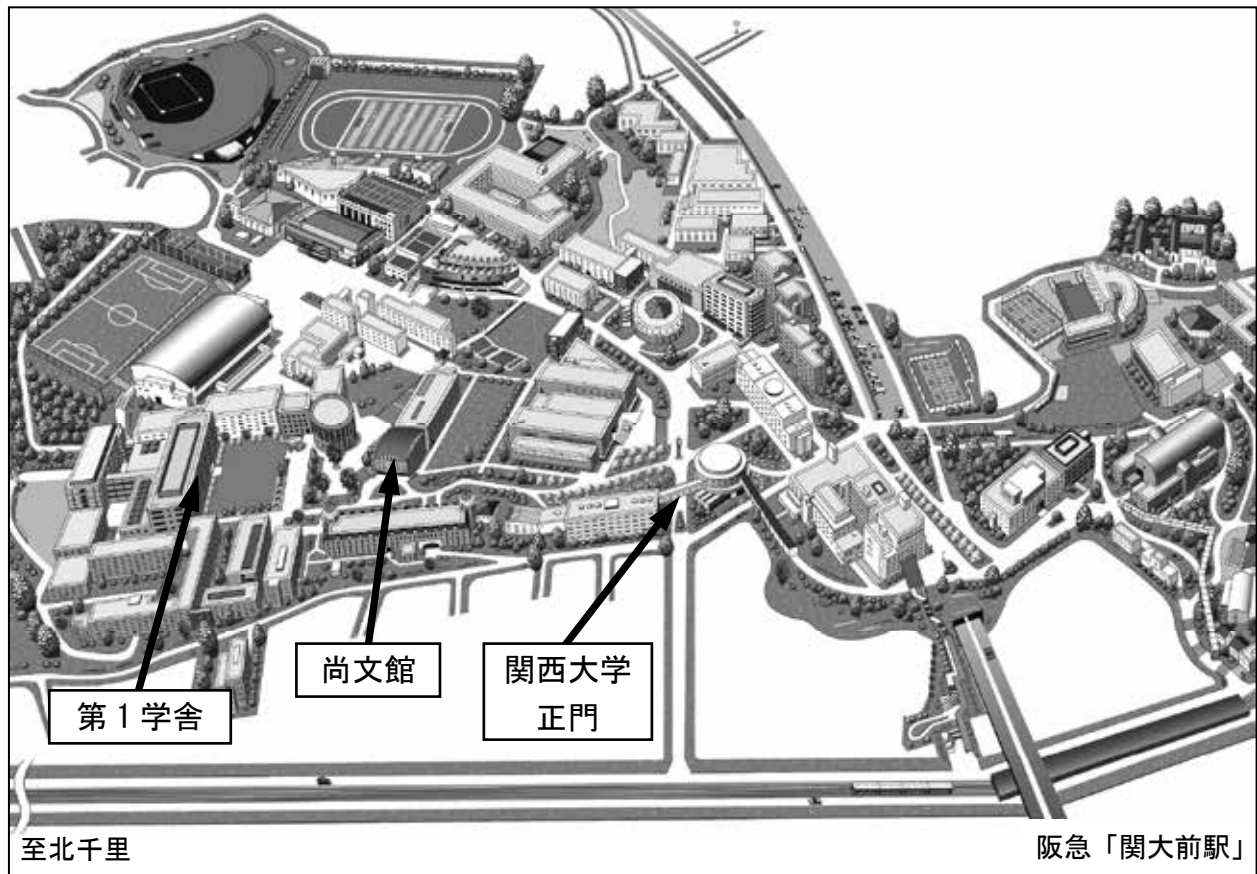 第1学舎
尚文館
関西大学
正門
至北千里
阪急「関大前駅」